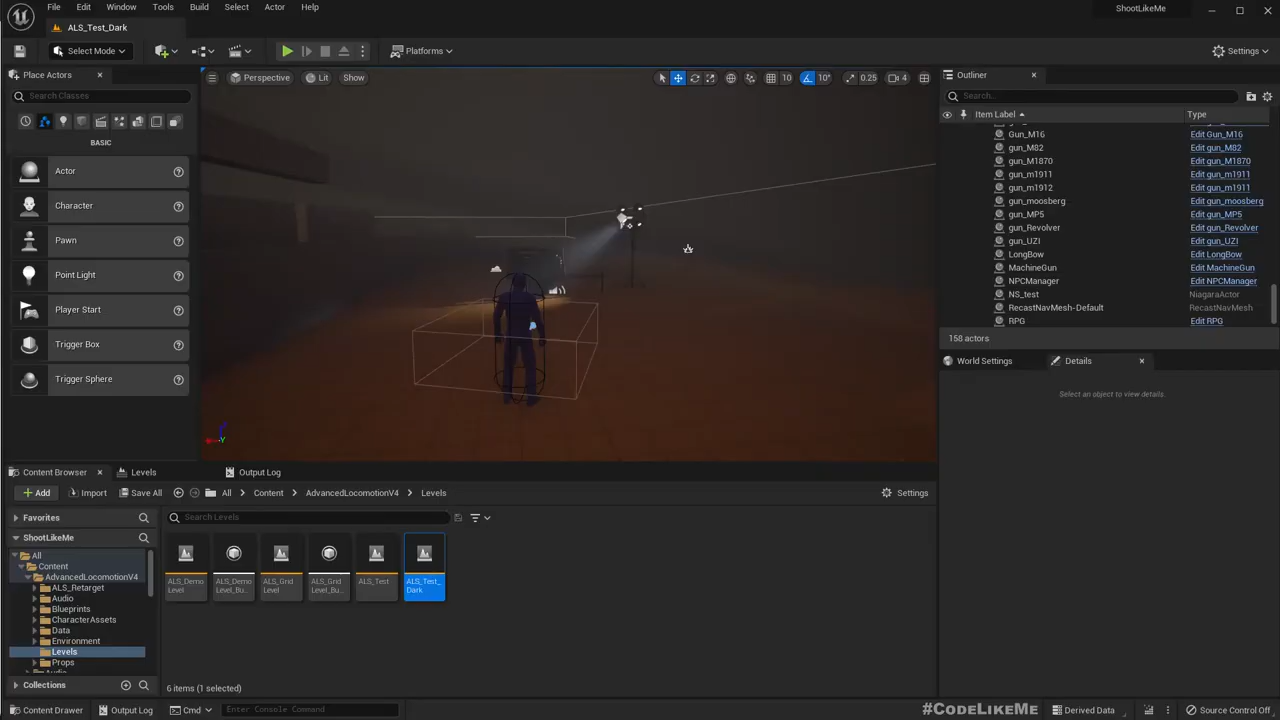 File Edit Window Tools Build Select Actor Help ShootLikeMe
ALS_Test_Dark
Select Mode Platforms Settings
Place Actors
Search Classes
BASIC
Actor
Character
Pawn
Point Light
Player Start
Trigger Box
Trigger Sphere
Perspective Lit Show 10 10° 0.25 4
Outliner
Search...
Item Label Type
Gun_M16 Edit Gun_M16
gun_M82 Edit gun_M82
gun_M1870 Edit gun_M1870
gun_m1911 Edit gun_m1911
gun_m1912 Edit gun_m1911
gun_moosberg Edit gun_moosberg
gun_MP5 Edit gun_MP5
gun_Revolver Edit gun_Revolver
gun_UZI Edit gun_UZI
LongBow Edit LongBow
MachineGun Edit MachineGun
NPCManager Edit NPCManager
NS_test NiagaraActor
RecastNavMesh-Default RecastNavMesh
RPG Edit RPG
158 actors
World Settings Details
Select an object to view details.
Content Browser Levels Output Log
Add Import Save All All Content AdvancedLocomotionV4 Levels Settings
Favorites
ShootLikeMe
All
Content
AdvancedLocomotionV4
ALS_Retarget
Audio
Blueprints
CharacterAssets
Data
Environment
Levels
Props
Collections
Search Levels
ALS_Demo
Level
ALS_Demo
Level_Bu...
ALS_Grid
Level
ALS_Grid
Level_Bu...
ALS_Test
ALS_Test_
Dark
6 items (1 selected)
Content Drawer Output Log Cmd Enter Console Command #CODELIKEME Derived Data Source Control Off